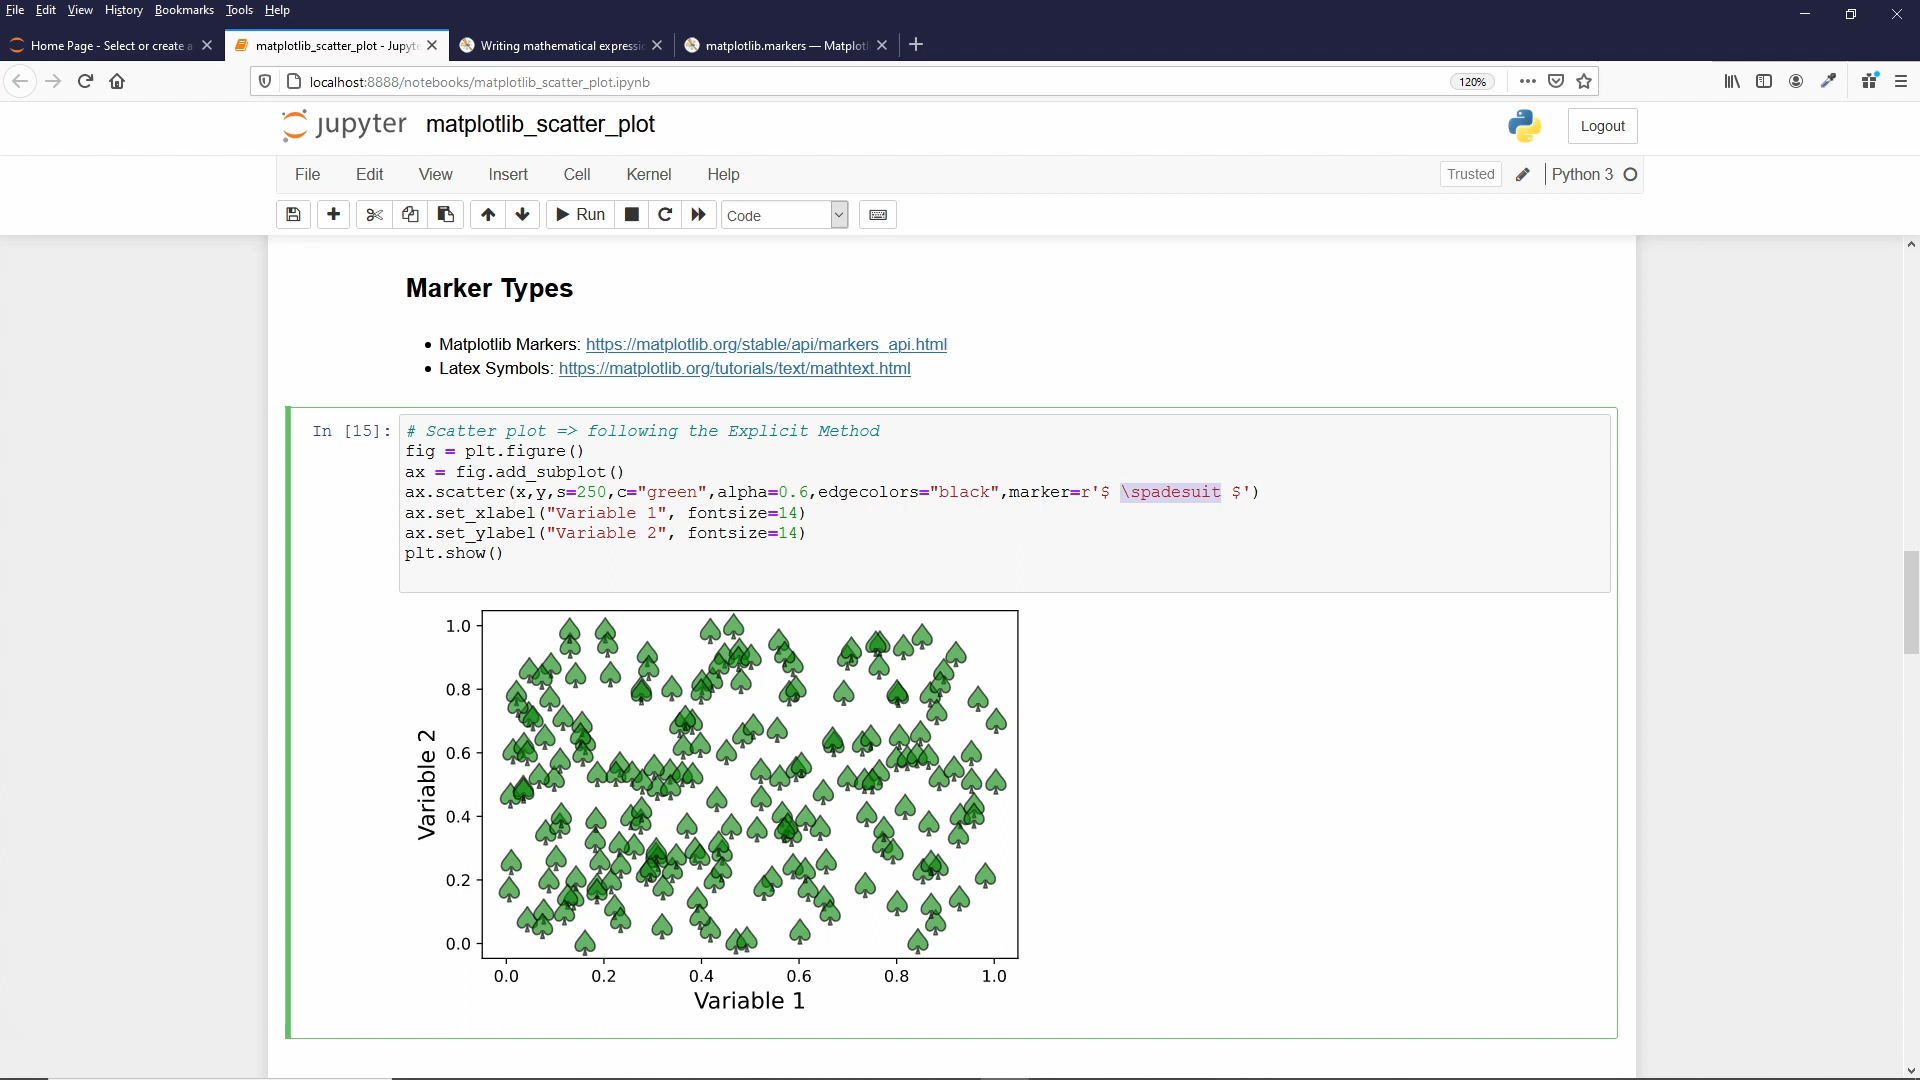 File Edit View History Bookmarks Tools Help
Home Page - Select or create a
matplotlib_scatter_plot - Jupyte
Writing mathematical expressi
matplotlib.markers — Matplotl
localhost:8888/notebooks/matplotlib_scatter_plot.ipynb
120%
jupyter matplotlib_scatter_plot
Logout
File Edit View Insert Cell Kernel Help
Trusted
Python 3
Run
Code
Marker Types
• Matplotlib Markers: https://matplotlib.org/stable/api/markers_api.html
• Latex Symbols: https://matplotlib.org/tutorials/text/mathtext.html
In [15]:
# Scatter plot => following the Explicit Method
fig = plt.figure()
ax = fig.add_subplot()
ax.scatter(x,y,s=250,c="green",alpha=0.6,edgecolors="black",marker=r'$ \spadesuit $')
ax.set_xlabel("Variable 1", fontsize=14)
ax.set_ylabel("Variable 2", fontsize=14)
plt.show()
1.0
0.8
0.6
0.4
0.2
0.0
Variable 2
0.0 0.2 0.4 0.6 0.8 1.0
Variable 1